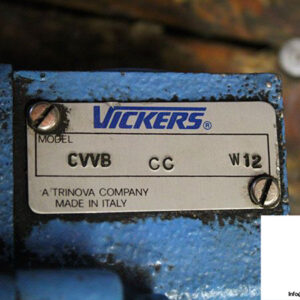 VICKERS®
MODEL
CVVB CC W12
A TRINOVA COMPANY
MADE IN ITALY